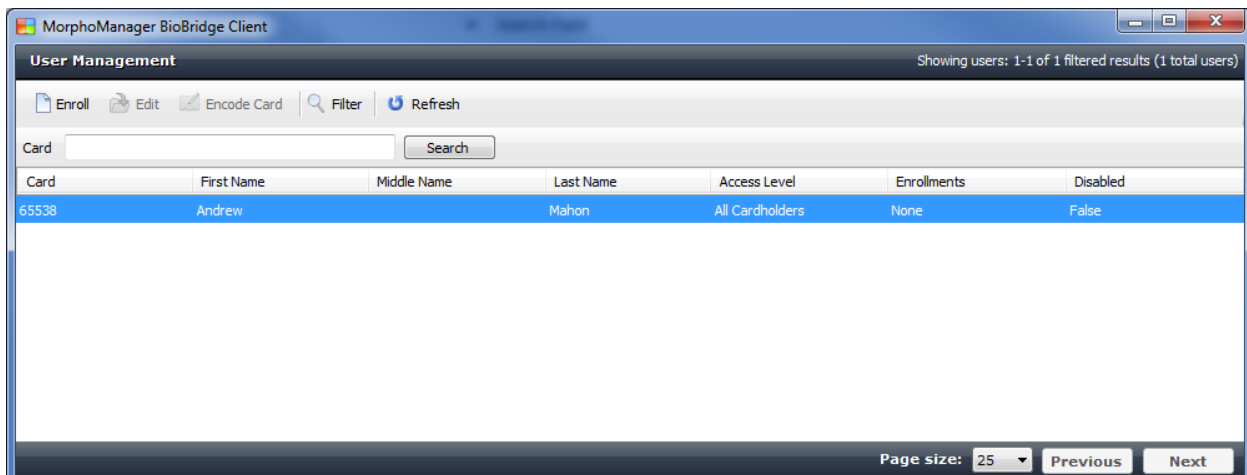 MorphoManager BioBridge Client
User Management Showing users: 1-1 of 1 filtered results (1 total users)
Enroll Edit Encode Card Filter Refresh
Card Search
Card First Name Middle Name Last Name Access Level Enrollments Disabled
65538 Andrew Mahon All Cardholders None False
Page size: 25 Previous Next